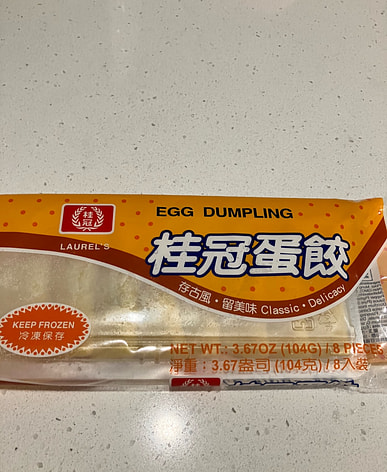 桂冠
LAUREL'S
EGG DUMPLING
桂冠蛋餃
存古風・留美味 Classic・Delicacy
KEEP FROZEN
冷凍保存
NET WT.: 3.67OZ (104G) / 8 PIECES
淨重：3.67盎司 (104克) / 8入裝
桂冠